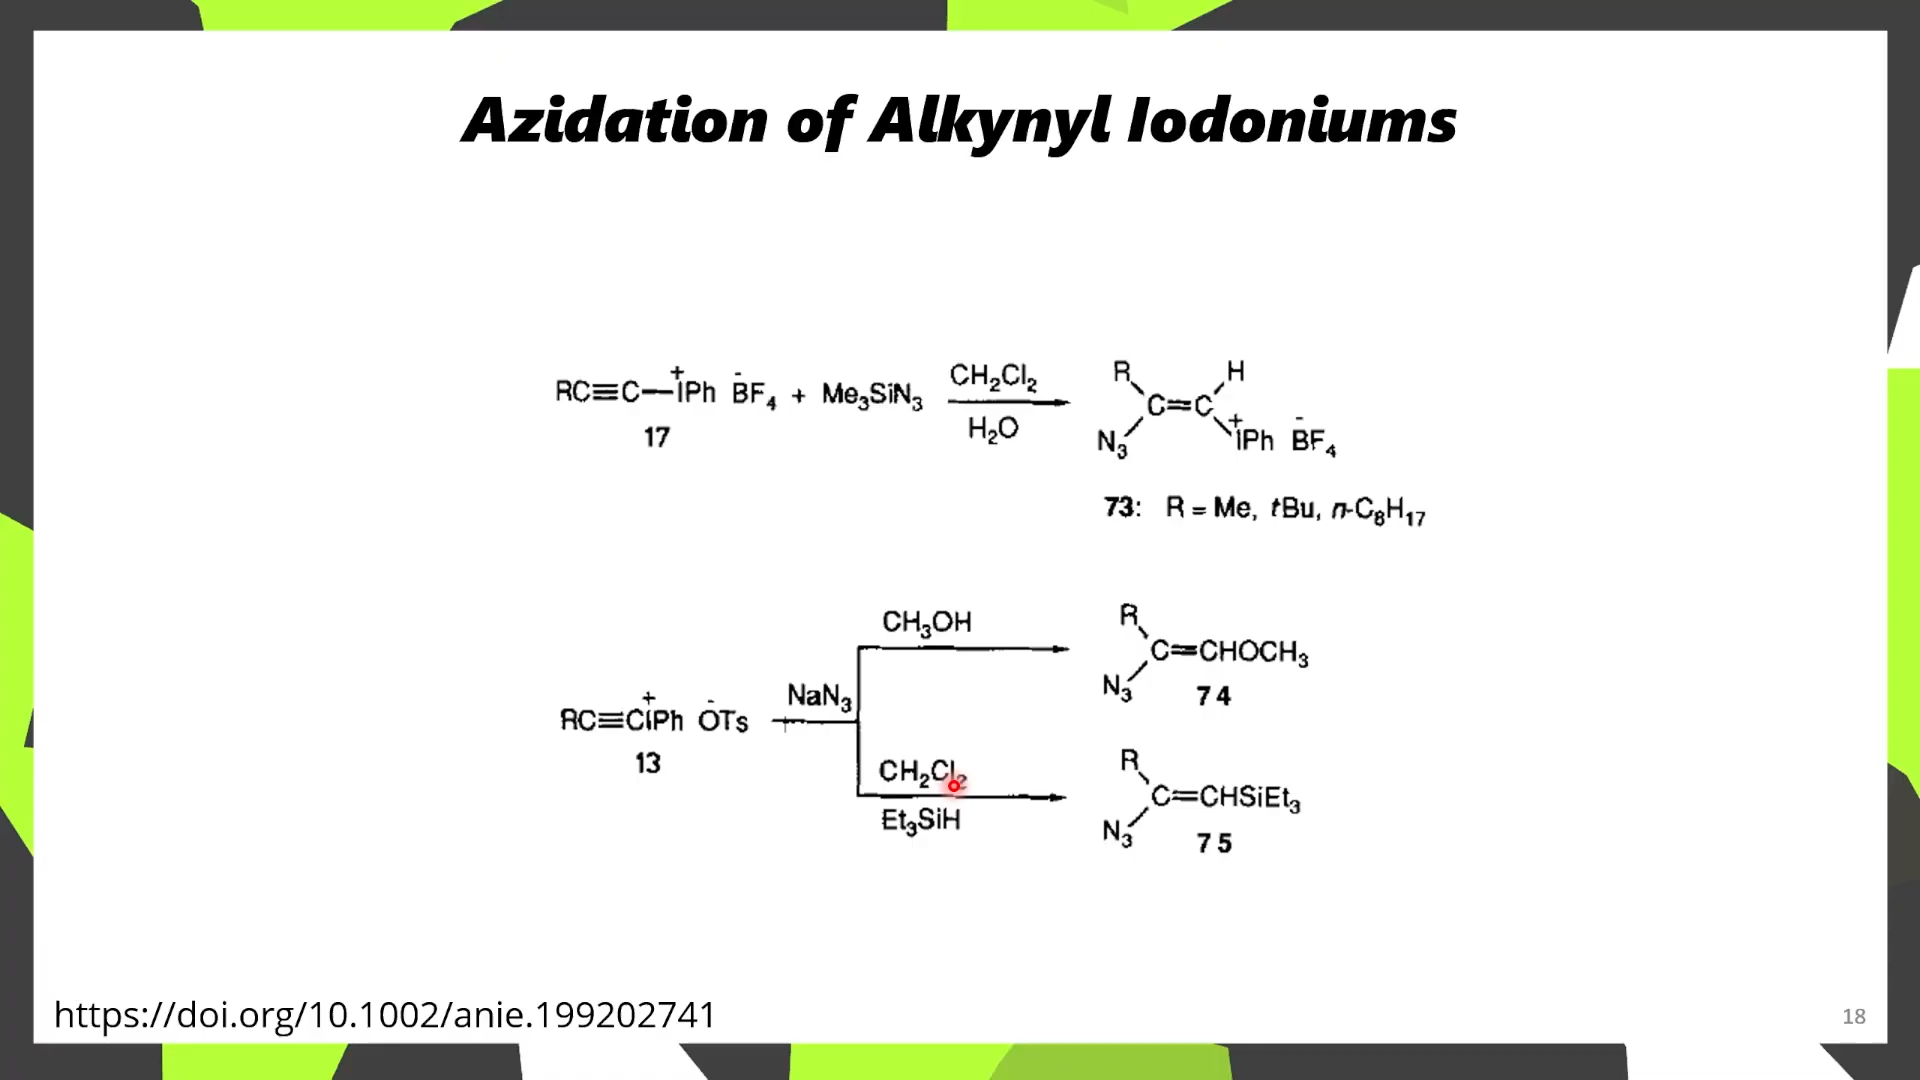 Azidation of Alkynyl Iodoniums
RC≡C—I⁺Ph B⁻F₄ + Me₃SiN₃
CH₂Cl₂
H₂O
R
H
C=C
N₃
I⁺Ph B⁻F₄
17
73: R = Me, tBu, n-C₈H₁₇
RC≡CI⁺Ph O⁻Ts
13
NaN₃
CH₃OH
R
C=CHOCH₃
N₃
74
CH₂Cl₂
Et₃SiH
R
C=CHSiEt₃
N₃
75
https://doi.org/10.1002/anie.199202741
18